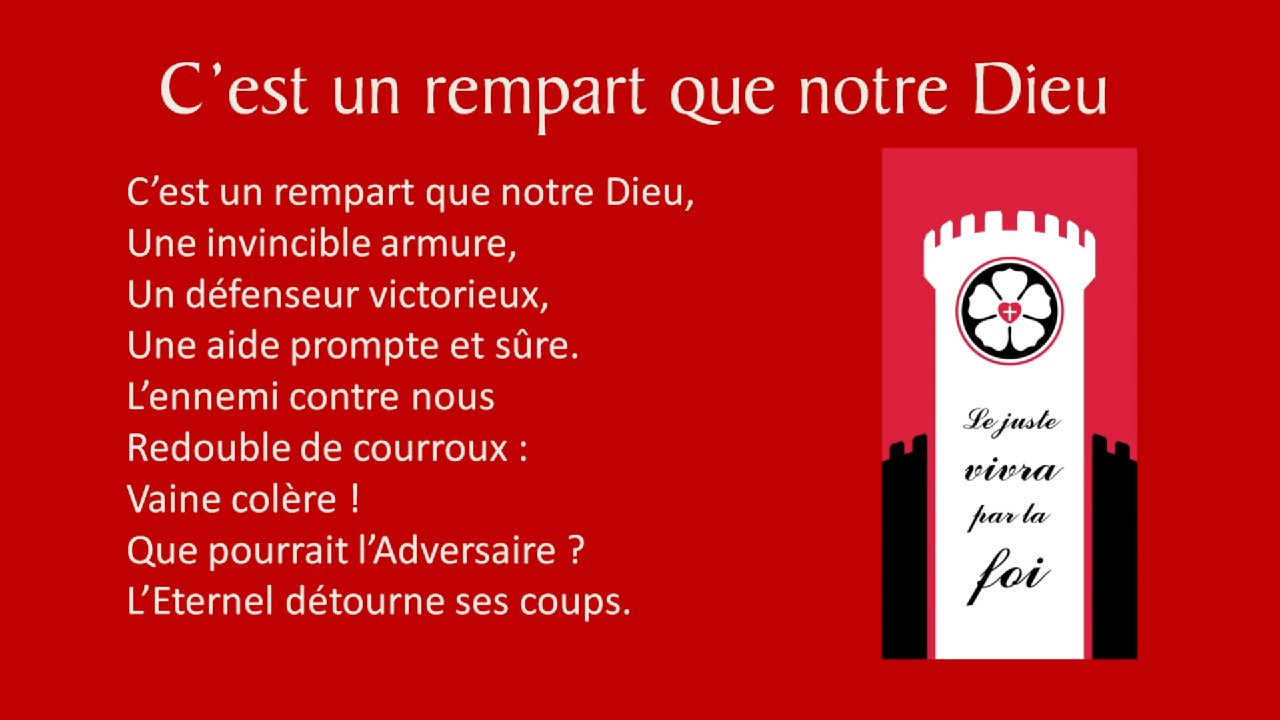 C’est un rempart que notre Dieu
C’est un rempart que notre Dieu,
Une invincible armure,
Un défenseur victorieux,
Une aide prompte et sûre.
L’ennemi contre nous
Redouble de courroux :
Vaine colère !
Que pourrait l’Adversaire ?
L’Eternel détourne ses coups.
Le juste
vivra
par la
foi